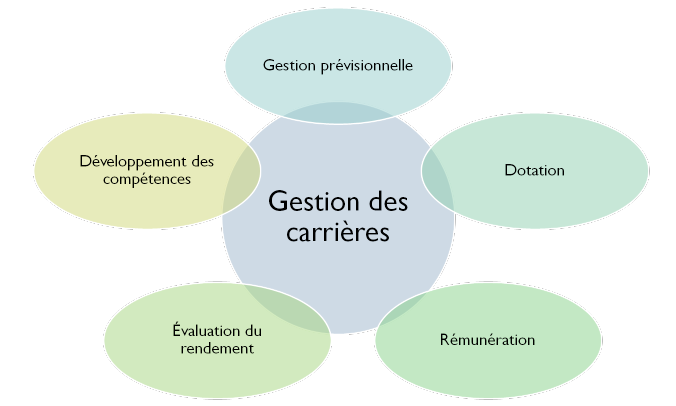 Gestion prévisionnelle
Développement des
compétences
Dotation
Gestion des
carrières
Évaluation du
rendement
Rémunération